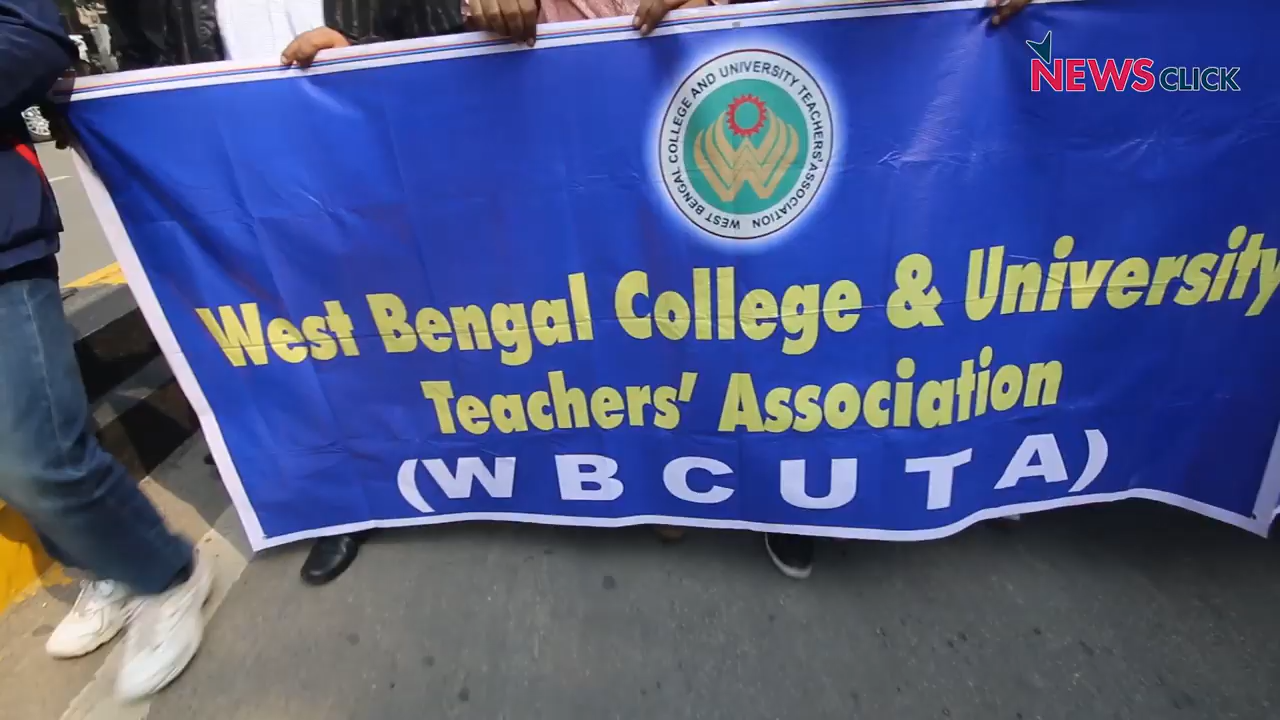 NEWSCLICK
WEST BENGAL COLLEGE AND UNIVERSITY TEACHERS' ASSOCIATION
West Bengal College & University
Teachers' Association
(WBCUTA)